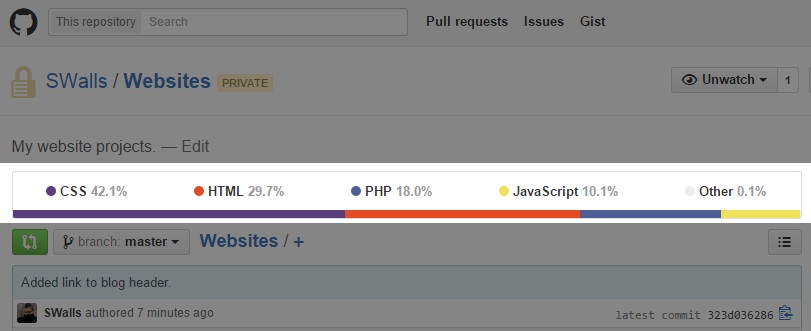 This repository Search Pull requests Issues Gist
SWalls / Websites PRIVATE Unwatch 1
My website projects. — Edit
CSS 42.1% HTML 29.7% PHP 18.0% JavaScript 10.1% Other 0.1%
branch: master Websites / +
Added link to blog header.
SWalls authored 7 minutes ago latest commit 323d036286